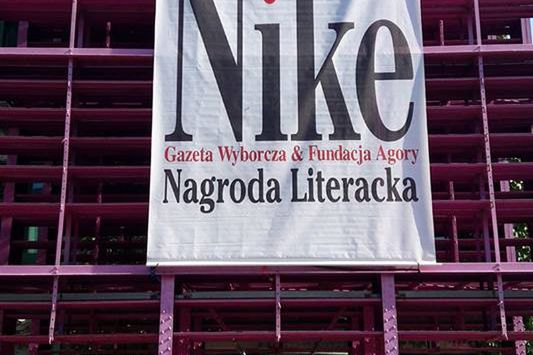 Nike
Gazeta Wyborcza & Fundacja Agory
Nagroda Literacka